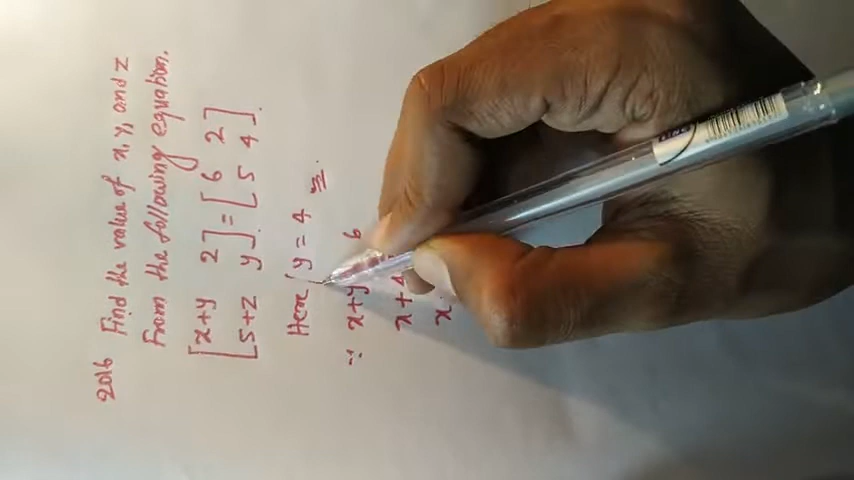 2016 Find the value of x, y, and z
From the following equation.
[x+y 2] = [6 2]
[5+z y] [5 4].
Here y = 4
∵ x+y 6
x+4
x